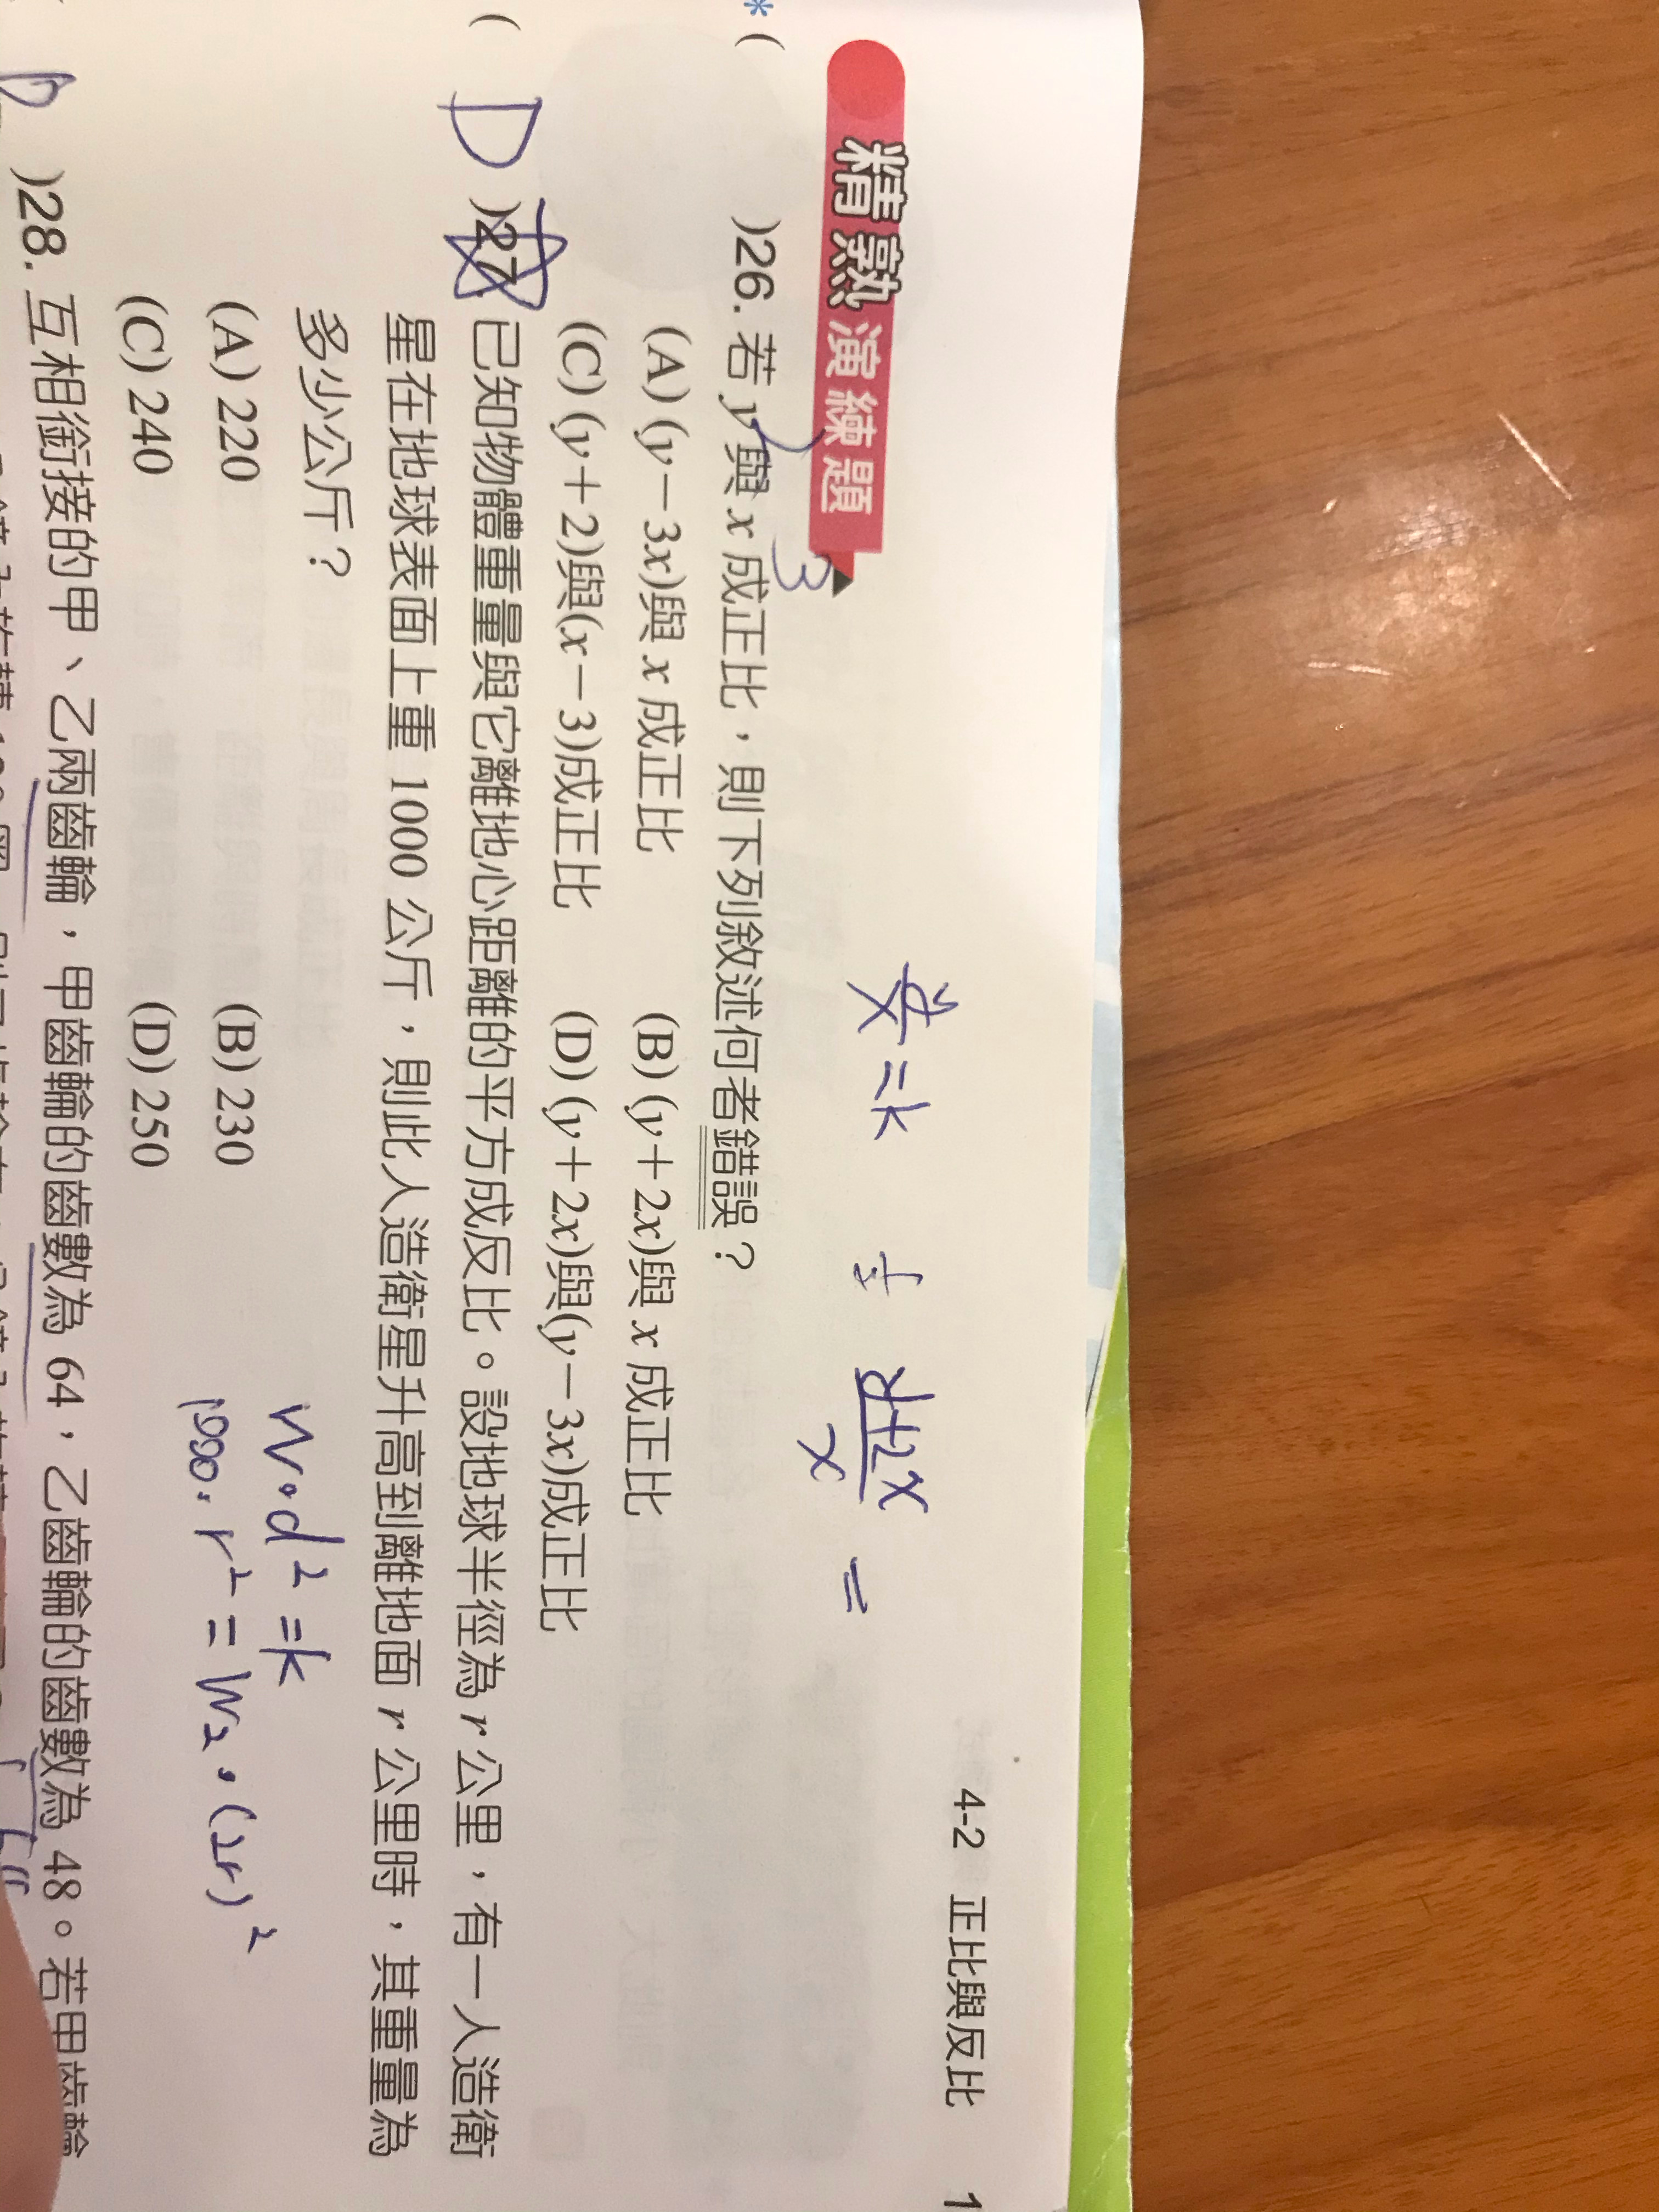 4-2 正比與反比 1
精熟演練題
y/x = k
y+2x / x =
*( )26. 若 y 與 x 成正比，則下列敘述何者錯誤？
3
(A) (y－3x)與 x 成正比 (B) (y＋2x)與 x 成正比
(C) (y＋2)與(x－3)成正比 (D) (y＋2x)與(y－3x)成正比
( D )27. 已知物體重量與它離地心距離的平方成反比。設地球半徑為 r 公里，有一人造衛
星在地球表面上重 1000 公斤，則此人造衛星升高到離地面 r 公里時，其重量為
多少公斤？
(A) 220 (B) 230
(C) 240 (D) 250
W·d²=k
1000·r²=W₂·(2r)²
D )28. 互相銜接的甲、乙兩齒輪，甲齒輪的齒數為 64，乙齒輪的齒數為 48。若甲齒輪